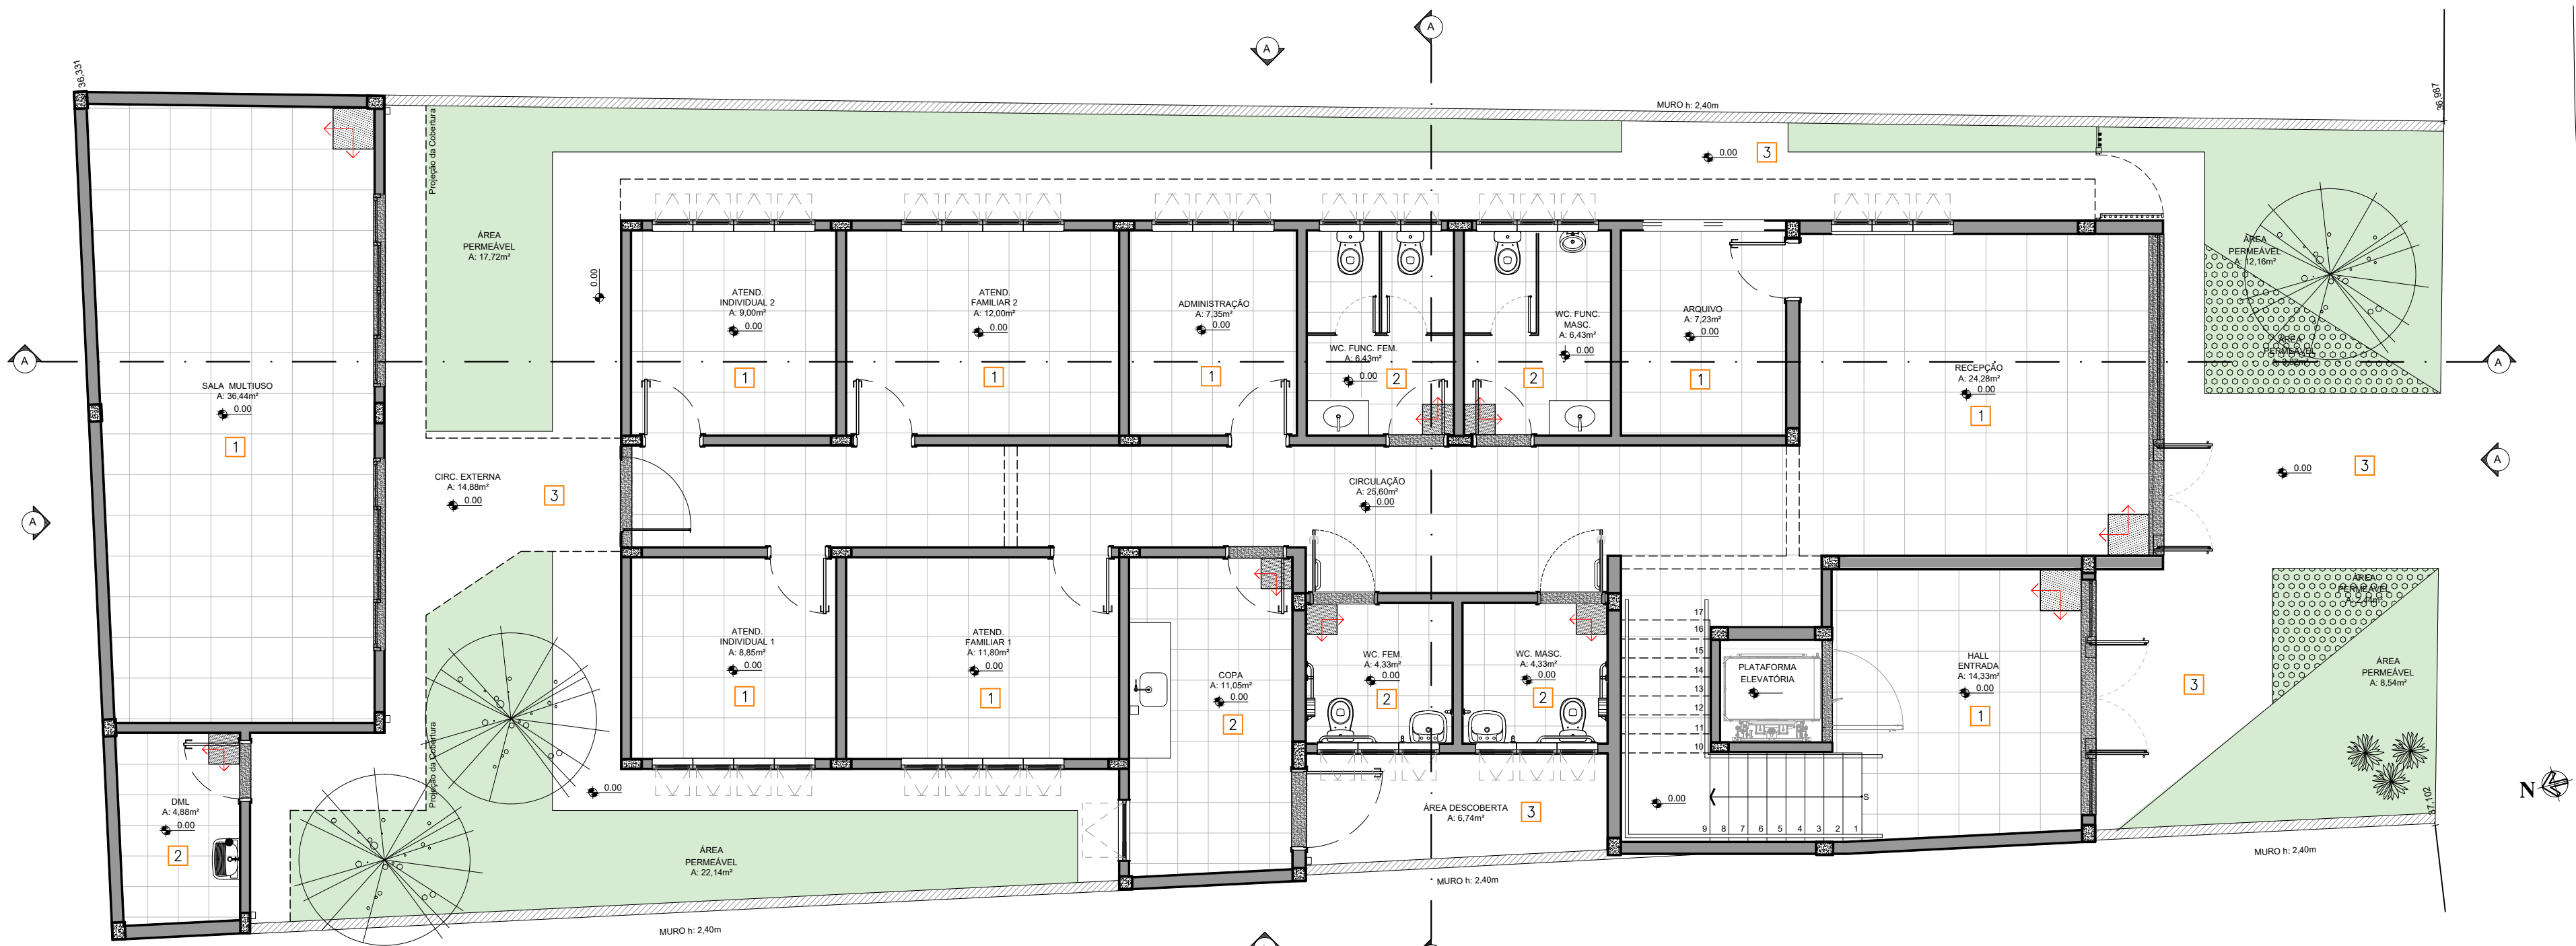 A
A
36,331
MURO h: 2,40m
36,987
Projeção da Cobertura
0.00
3
ÁREA
PERMEÁVEL
A: 17,72m²
0.00
ATEND.
INDIVIDUAL 2
A: 9,00m²
0.00
1
ATEND.
FAMILIAR 2
A: 12,00m²
0.00
1
ADMINISTRAÇÃO
A: 7,35m²
0.00
1
WC. FUNC. FEM.
A: 6,43m²
0.00
2
WC. FUNC.
MASC.
A: 6,43m²
0.00
2
ARQUIVO
A: 7,23m²
0.00
1
RECEPÇÃO
A: 24,28m²
0.00
1
ÁREA
PERMEÁVEL
A: 12,16m²
ÁREA
PERMEÁVEL
A
A
SALA MULTIUSO
A: 36,44m²
0.00
1
CIRC. EXTERNA
A: 14,88m²
0.00
3
CIRCULAÇÃO
A: 25,60m²
0.00
0.00
3
A
A
ATEND.
INDIVIDUAL 1
A: 8,85m²
0.00
1
ATEND.
FAMILIAR 1
A: 11,80m²
0.00
1
COPA
A: 11,05m²
0.00
2
WC. FEM.
A: 4,33m²
0.00
2
WC. MASC.
A: 4,33m²
0.00
2
17
16
15
14
13
12
11
10
PLATAFORMA
ELEVATÓRIA
HALL
ENTRADA
A: 14,33m²
0.00
1
3
ÁREA
PERMEÁVEL
ÁREA
PERMEÁVEL
A: 8,54m²
Projeção da Cobertura
0.00
DML
A: 4,88m²
0.00
2
ÁREA
PERMEÁVEL
A: 22,14m²
ÁREA DESCOBERTA
A: 6,74m²
3
0.00
S
9 8 7 6 5 4 3 2 1
37,102
N
MURO h: 2,40m
MURO h: 2,40m
MURO h: 2,40m
A